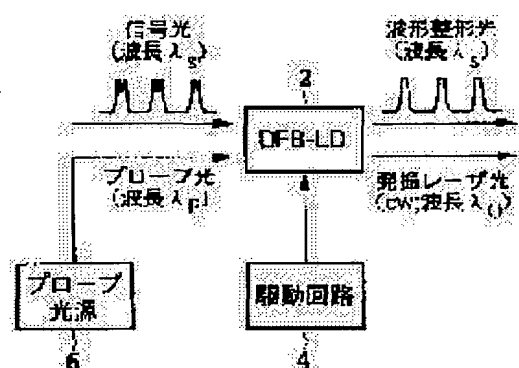 信号光
(波長λS)
波形整形光
(波長λS)
2
DFB-LD
プローブ光
(波長λP)
発振レーザ光
(CW;波長λO)
プローブ
光源
駆動回路
6
4